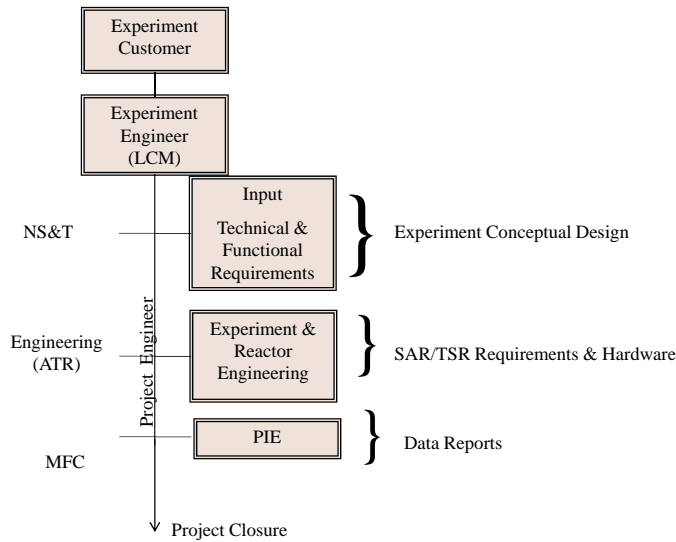 Experiment
Customer
Experiment
Engineer
(LCM)
Input
Technical &
Functional
Requirements
NS&T
Experiment Conceptual Design
Project Engineer
Experiment &
Reactor
Engineering
Engineering
(ATR)
SAR/TSR Requirements & Hardware
PIE
Data Reports
MFC
Project Closure